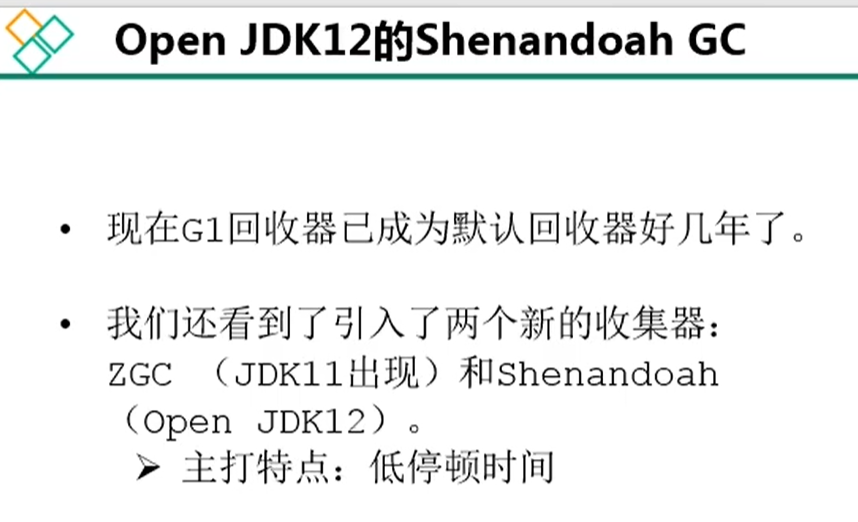 Open JDK12的Shenandoah GC
• 现在G1回收器已成为默认回收器好几年了。
• 我们还看到了引入了两个新的收集器：
ZGC （JDK11出现）和Shenandoah
（Open JDK12）。
➢ 主打特点：低停顿时间